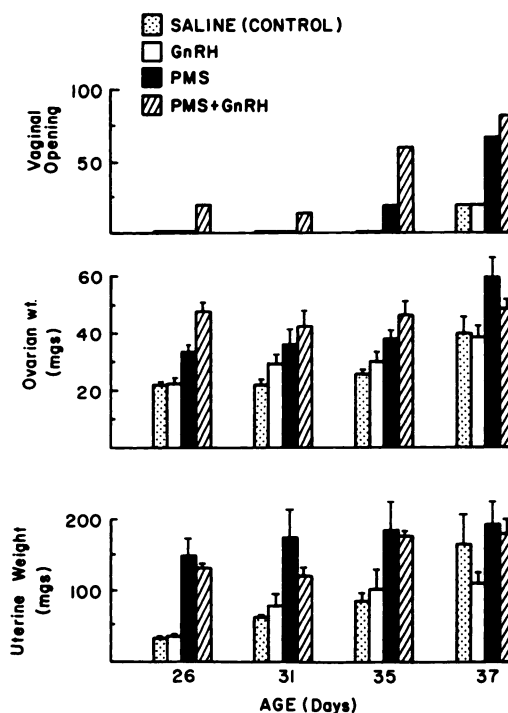 SALINE (CONTROL)
GnRH
PMS
PMS+GnRH
Vaginal
Opening
100
50
Ovarian wt.
(mgs)
60
40
20
Uterine Weight
(mgs)
200
100
26 31 35 37
AGE (Days)